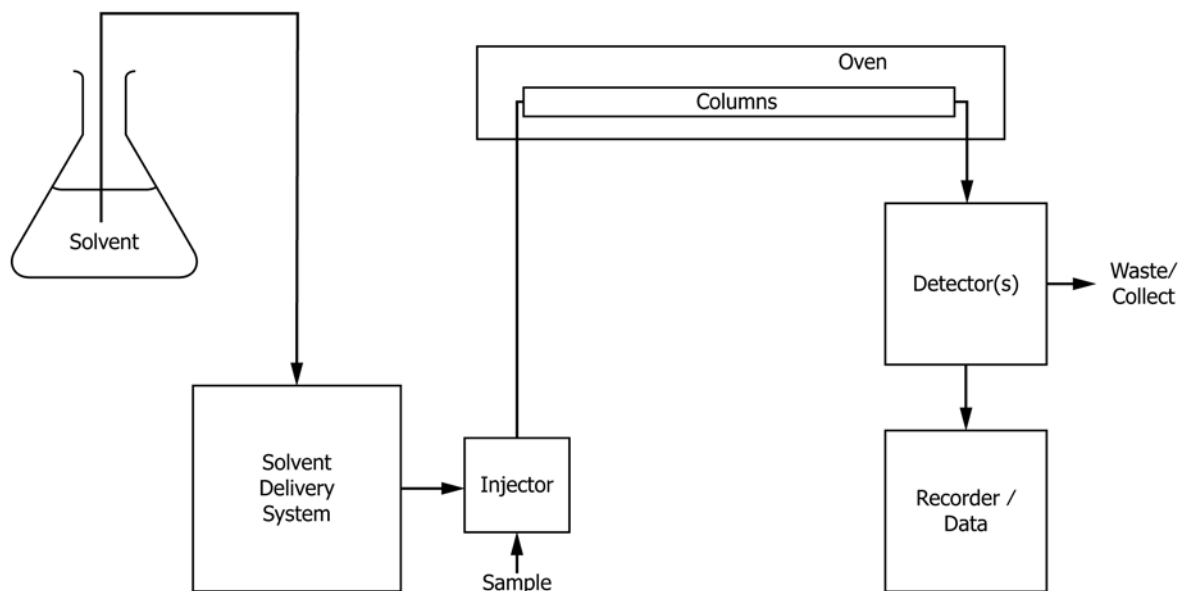 Solvent
Solvent
Delivery
System
Injector
Sample
Oven
Columns
Detector(s)
Waste/
Collect
Recorder /
Data